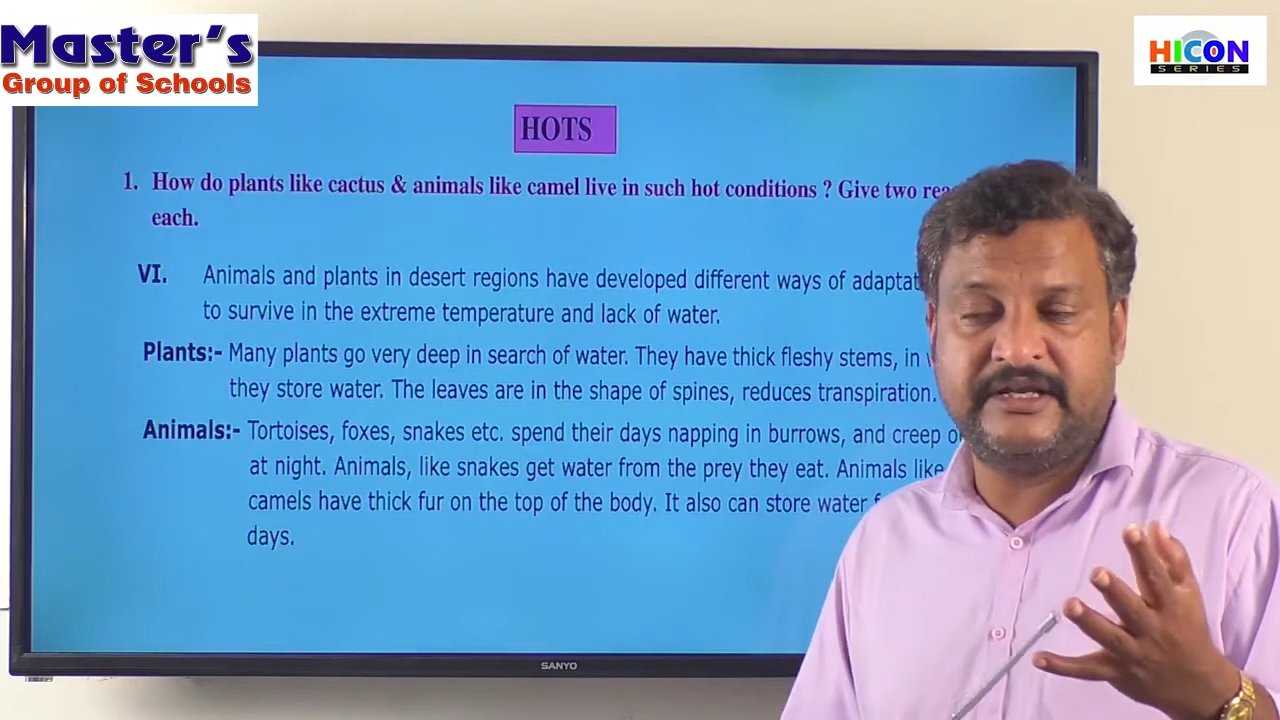 Master's
Group of Schools
HICON
SERIES
HOTS
1. How do plants like cactus & animals like camel live in such hot conditions ? Give two
each.
VI. Animals and plants in desert regions have developed different ways of
to survive in the extreme temperature and lack of water.
Plants:- Many plants go very deep in search of water. They have thick fleshy stems, in
they store water. The leaves are in the shape of spines, reduces transpiration.
Animals:- Tortoises, foxes, snakes etc. spend their days napping in burrows, and creep
at night. Animals, like snakes get water from the prey they eat. Animals like
camels have thick fur on the top of the body. It also can store water
days.
SANYO